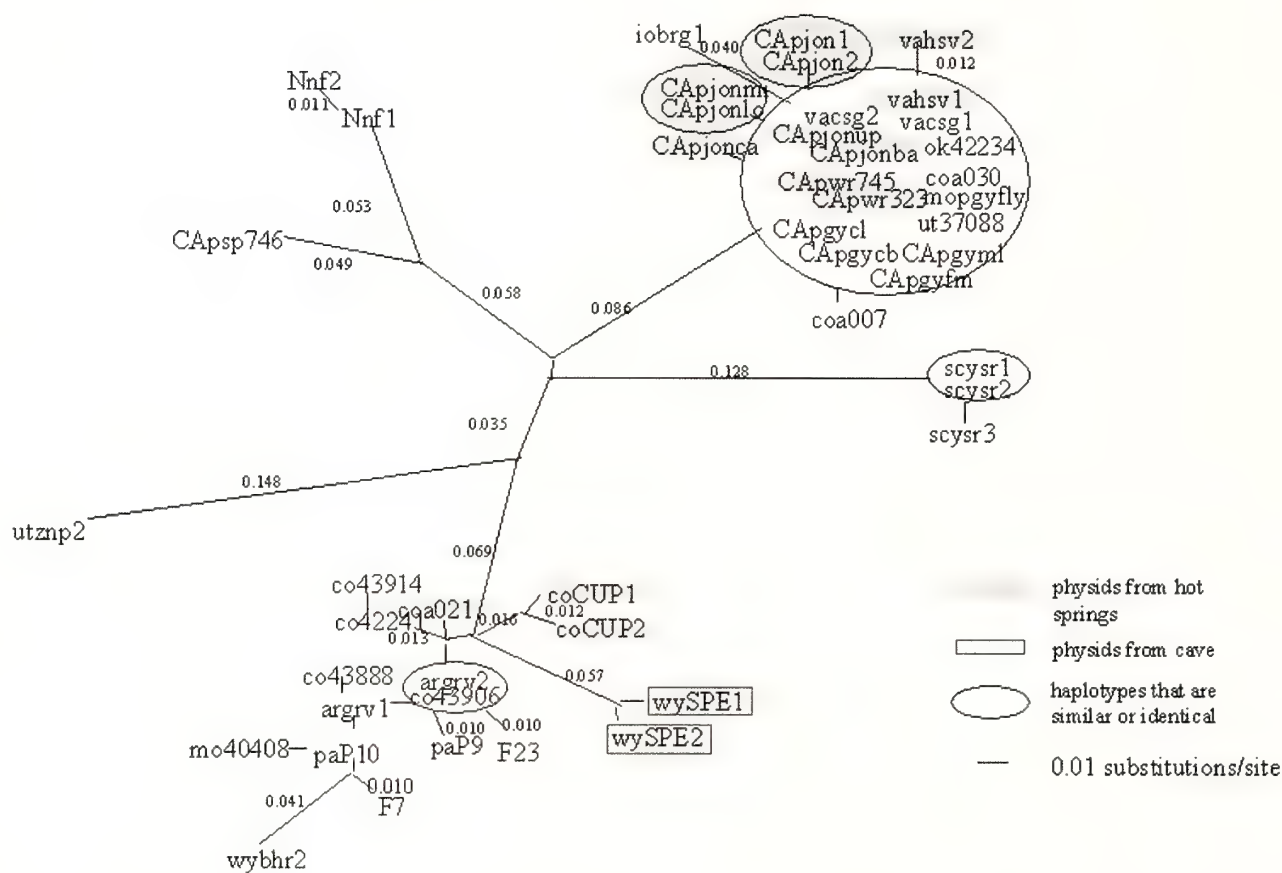 iobrg1
0.040
CApjon1
CApjon2
vahsv2
0.012
Nnf2
0.011
Nnf1
CApjonmi
CApjonlo
CApjonca
vahsv1
vacsg2
vacsg1
CApjonup
CApjonba
ok42234
CApwr745
coa030
CApwr323
mopgyfly
ut37088
CApgycl
CApgycb
CApgyml
CApgyfm
coa007
0.053
CApsp746
0.049
0.058
0.086
0.128
scysr1
scysr2
scysr3
0.035
0.148
utznp2
0.069
co43914
coa021
co42241
0.013
0.016
coCUP1
0.012
coCUP2
0.057
co43888
argrv2
co43906
argrv1
0.010
paP9
0.010
F23
wySPE1
wySPE2
mo40408
paP10
0.010
F7
0.041
wybhr2
physids from hot
springs
physids from cave
haplotypes that are
similar or identical
0.01 substitutions/site